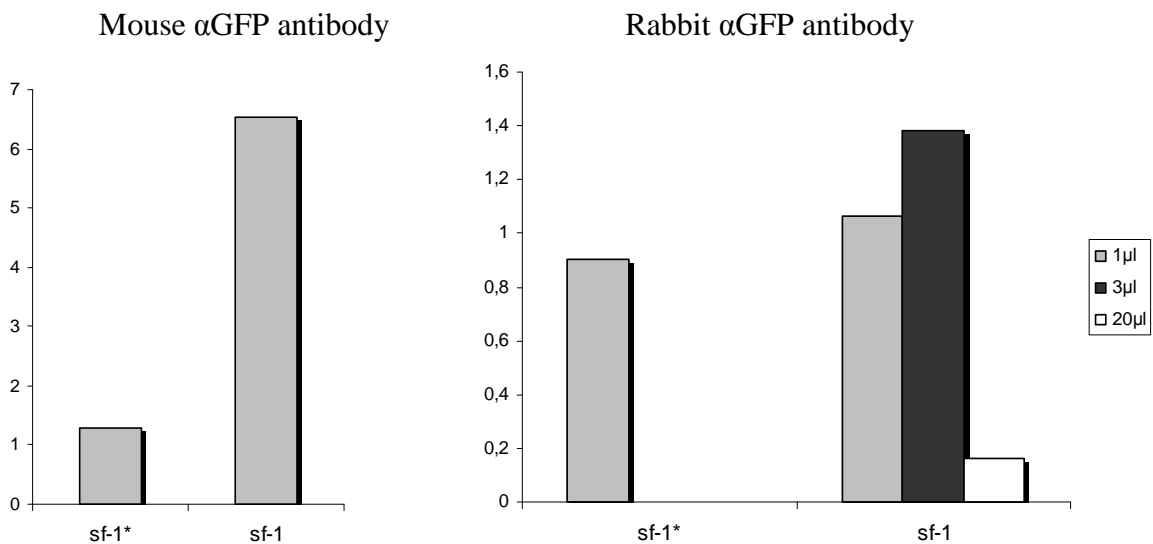 Mouse αGFP antibody
7
6
5
4
3
2
1
0
sf-1* sf-1
Rabbit αGFP antibody
1,6
1,4
1,2
1
0,8
0,6
0,4
0,2
0
sf-1* sf-1
1µl
3µl
20µl